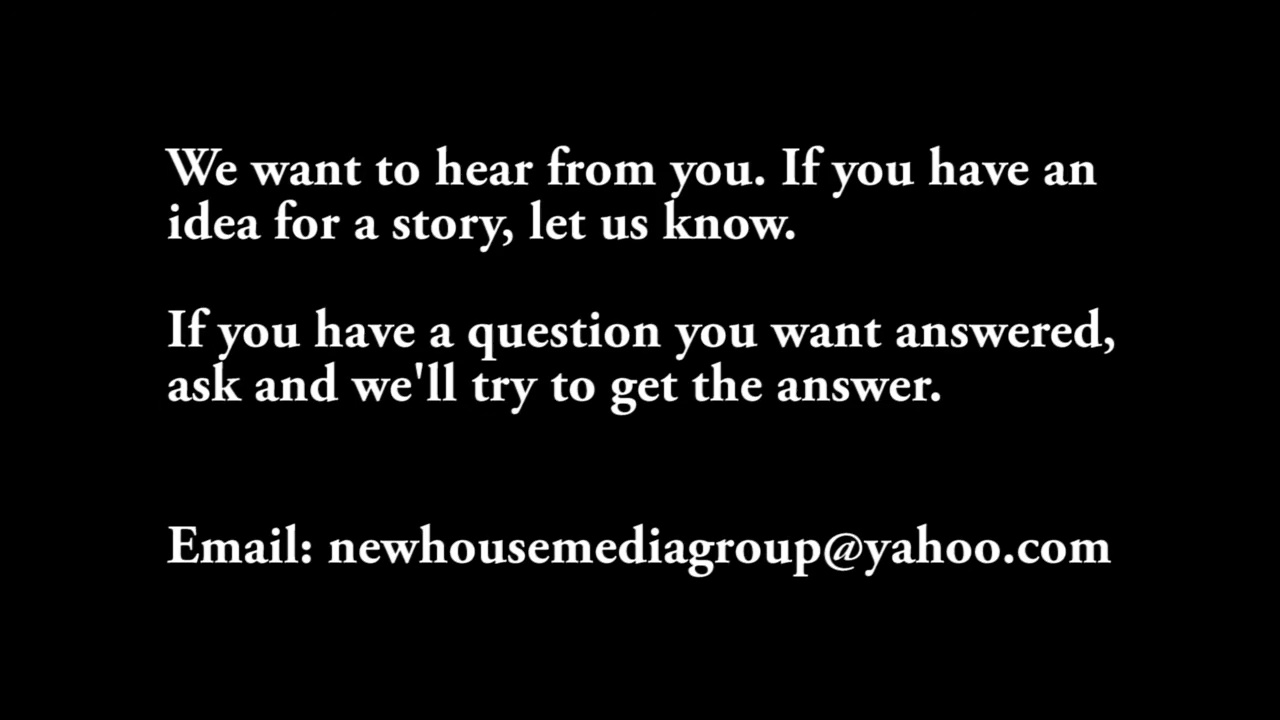 We want to hear from you. If you have an
idea for a story, let us know.
If you have a question you want answered,
ask and we'll try to get the answer.
Email: newhousemediagroup@yahoo.com